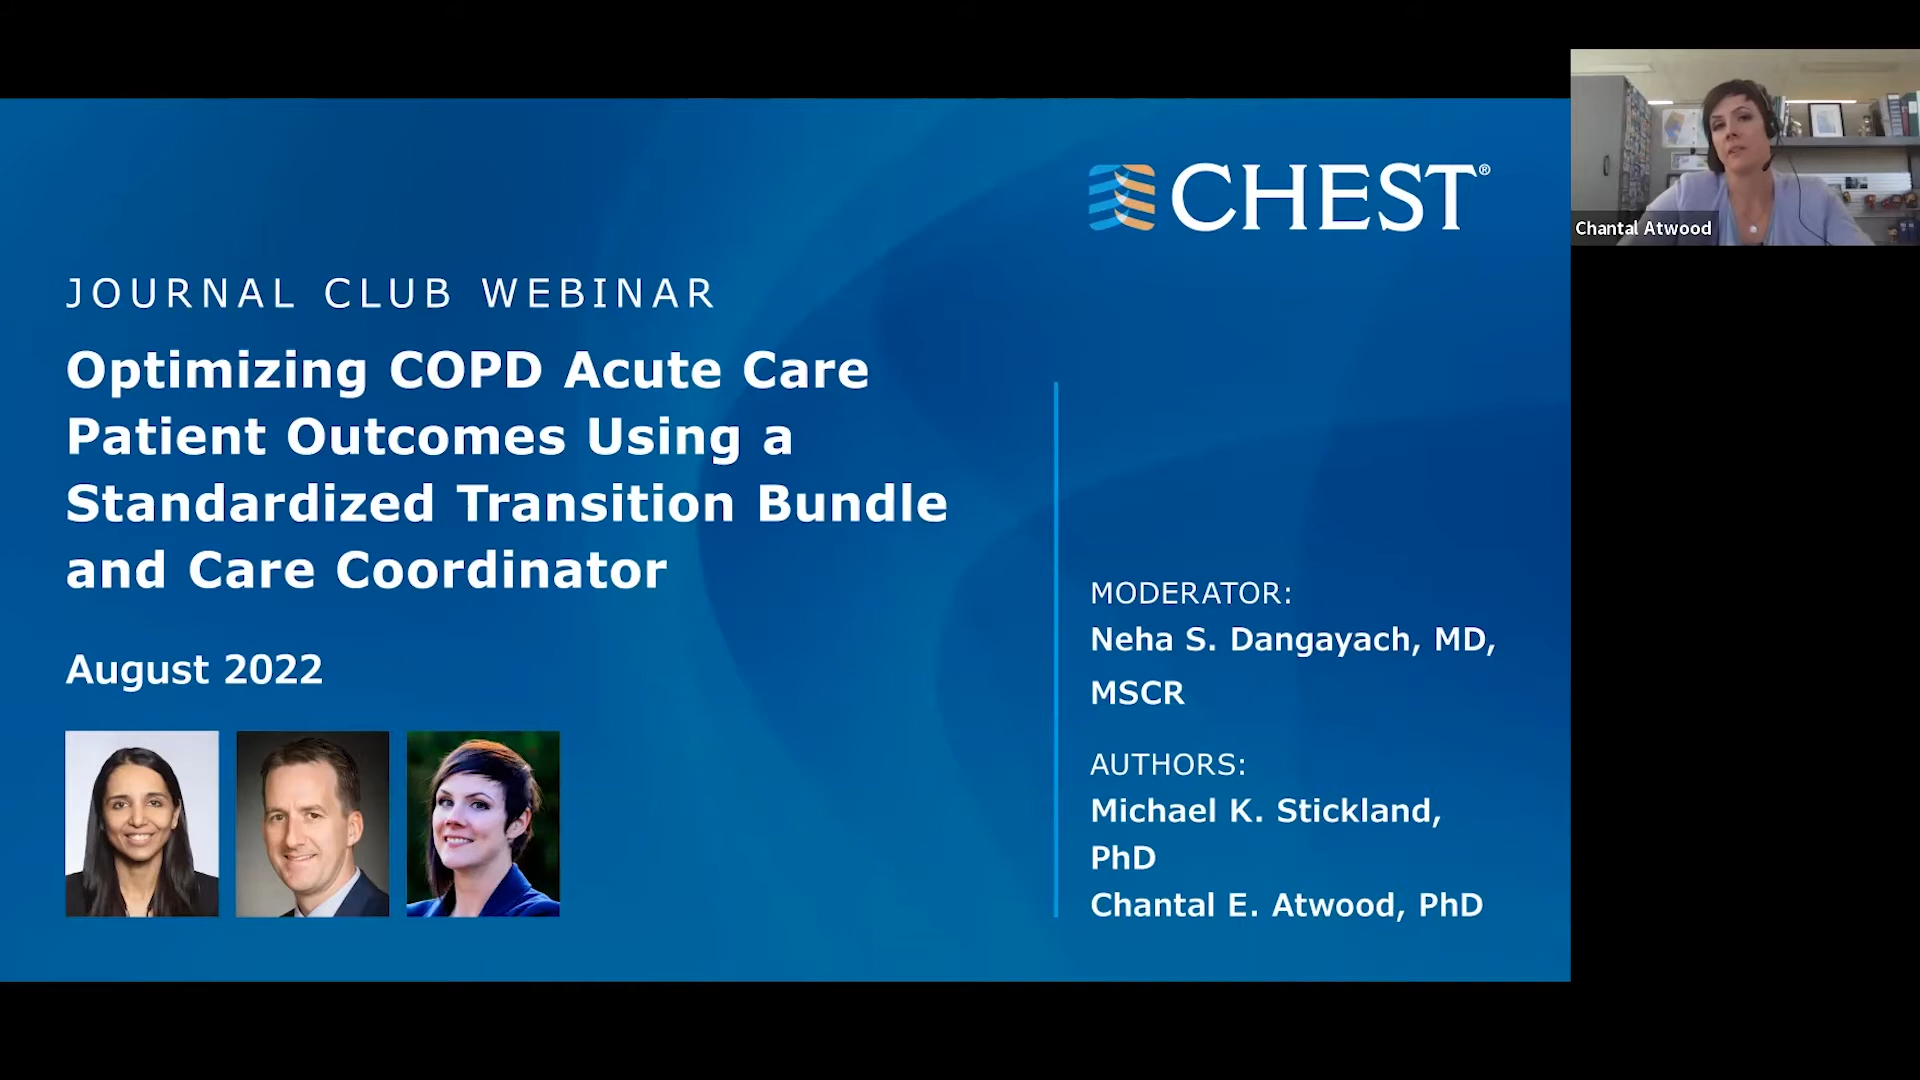 CHEST®
JOURNAL CLUB WEBINAR
Optimizing COPD Acute Care
Patient Outcomes Using a
Standardized Transition Bundle
and Care Coordinator
August 2022
MODERATOR:
Neha S. Dangayach, MD,
MSCR
AUTHORS:
Michael K. Stickland,
PhD
Chantal E. Atwood, PhD
Chantal Atwood